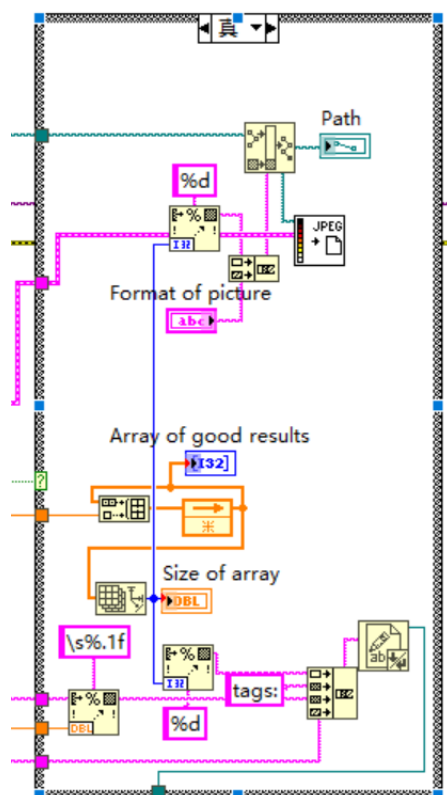 真
Path
%d
I32
JPEG
Format of picture
abc
Array of good results
I32]
Size of array
DBL
\s%.1f
I32
tags:
ab
%d
DBL
?